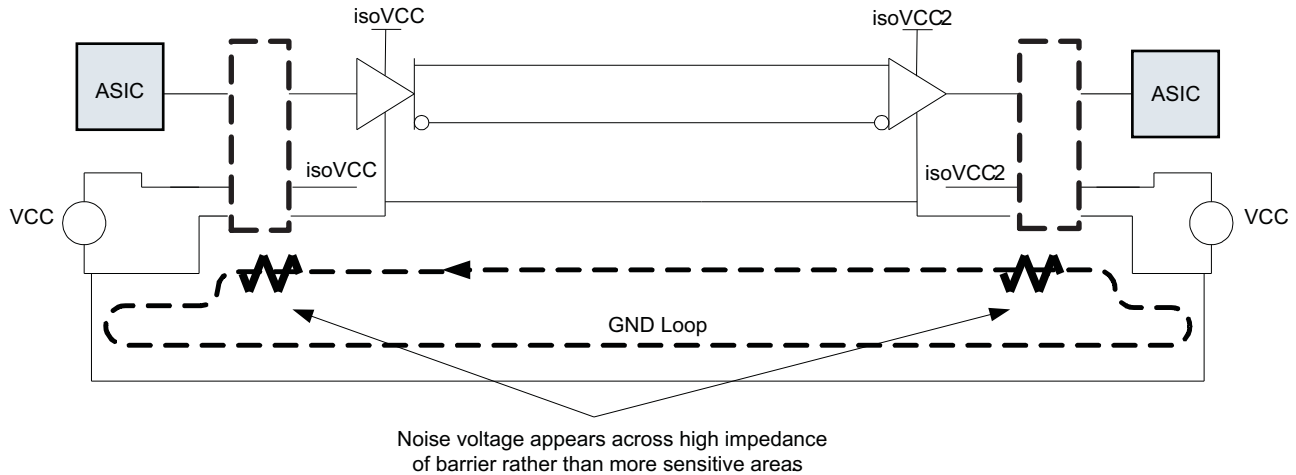 isoVCC
isoVCC2
ASIC
ASIC
isoVCC
isoVCC2
VCC
VCC
GND Loop
Noise voltage appears across high impedance
of barrier rather than more sensitive areas